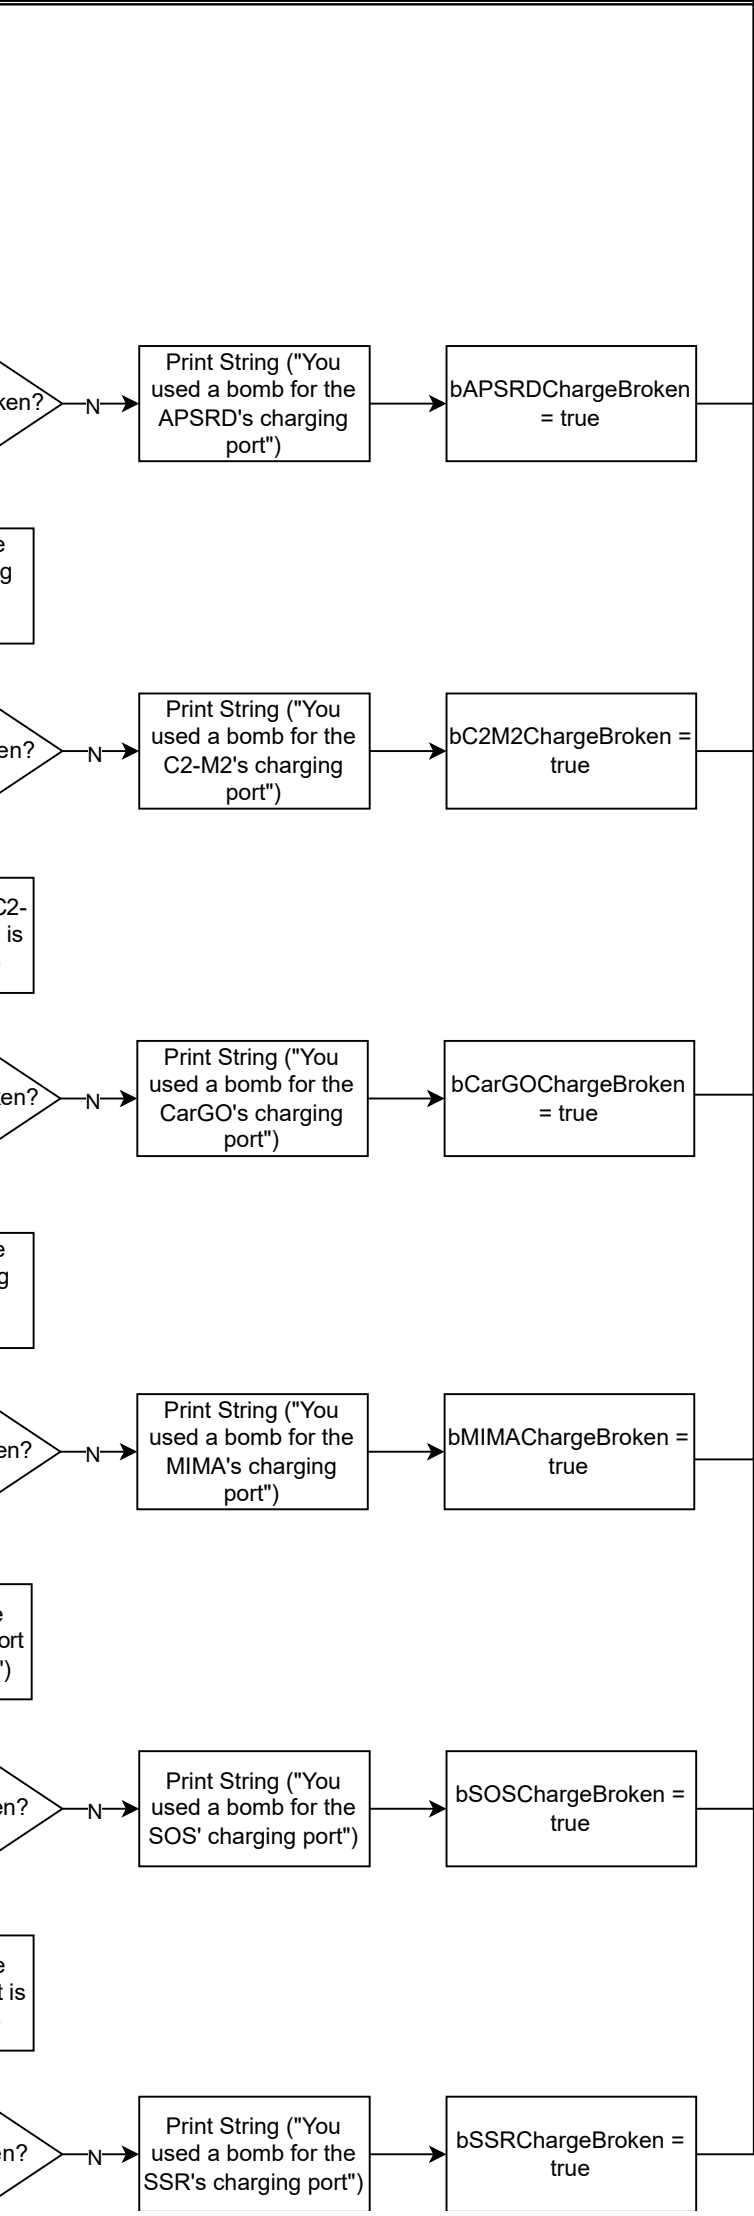 Print String ("You
used a bomb for the
APSRD's charging
port")
bAPSRDChargeBroken
= true
ken?
N
e
g
Print String ("You
used a bomb for the
C2-M2's charging
port")
bC2M2ChargeBroken =
true
en?
N
C2-
is
Print String ("You
used a bomb for the
CarGO's charging
port")
bCarGOChargeBroken
= true
ken?
N
e
g
Print String ("You
used a bomb for the
MIMA's charging
port")
bMIMAChargeBroken =
true
en?
N
e
ort
")
Print String ("You
used a bomb for the
SOS' charging port")
bSOSChargeBroken =
true
en?
N
e
t is
Print String ("You
used a bomb for the
SSR's charging port")
bSSRChargeBroken =
true
n?
N